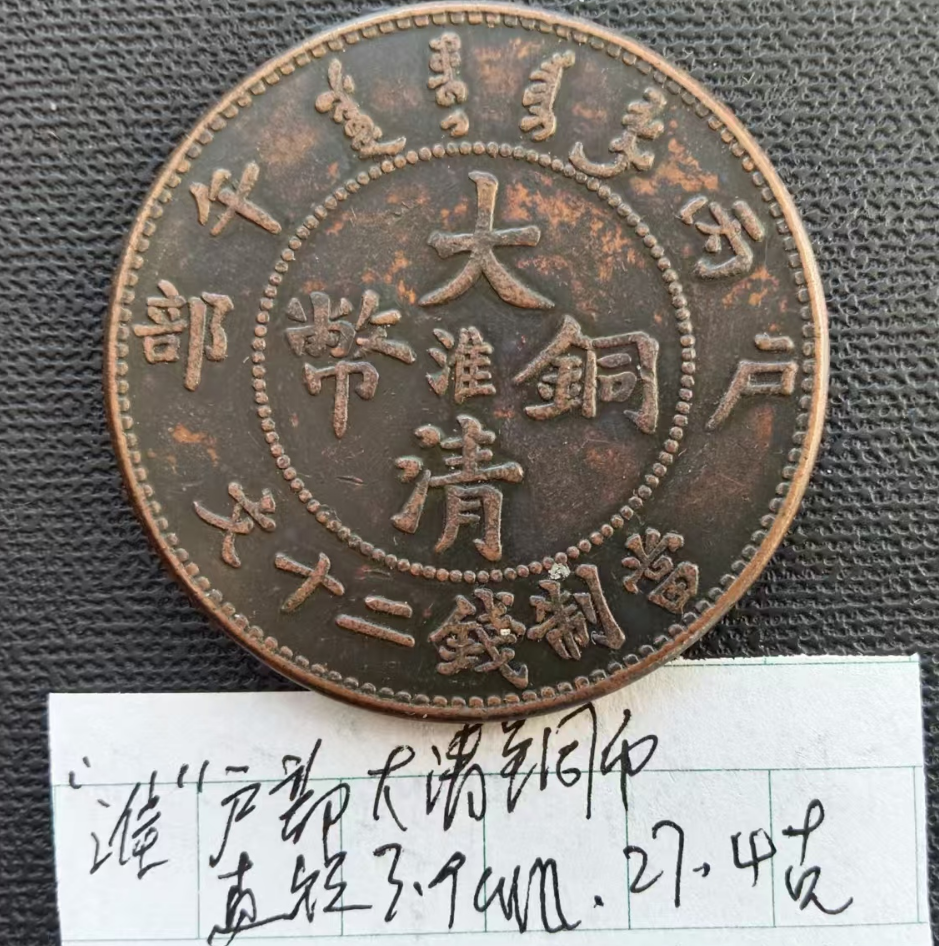 丙午
户部
大清銅幣
淮
當制錢二十文
"淮"户部大清铜币
直径3.9cm.27.4克